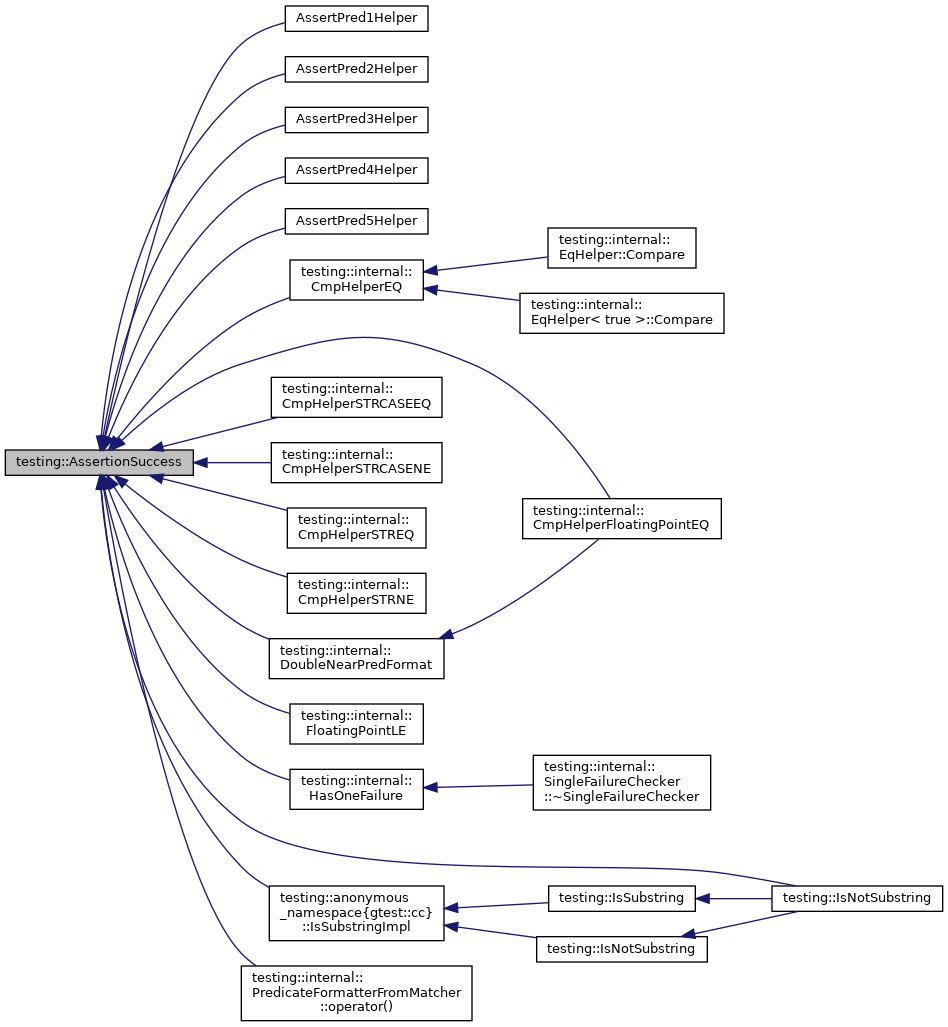 AssertPred1Helper
AssertPred2Helper
AssertPred3Helper
AssertPred4Helper
AssertPred5Helper
testing::internal::
CmpHelperEQ
testing::internal::
EqHelper::Compare
testing::internal::
EqHelper< true >::Compare
testing::internal::
CmpHelperSTRCASEEQ
testing::AssertionSuccess
testing::internal::
CmpHelperSTRCASENE
testing::internal::
CmpHelperSTREQ
testing::internal::
CmpHelperFloatingPointEQ
testing::internal::
CmpHelperSTRNE
testing::internal::
DoubleNearPredFormat
testing::internal::
FloatingPointLE
testing::internal::
HasOneFailure
testing::internal::
SingleFailureChecker
::~SingleFailureChecker
testing::anonymous
_namespace{gtest::cc}
::IsSubstringImpl
testing::IsSubstring
testing::IsNotSubstring
testing::IsNotSubstring
testing::internal::
PredicateFormatterFromMatcher
::operator()